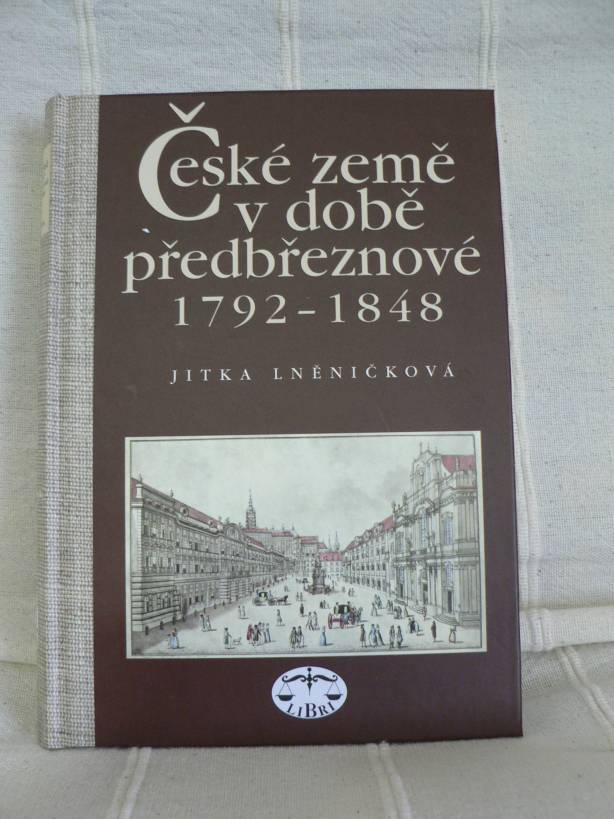 České země
v době
předbřeznové
1792–1848
JITKA LNĚNIČKOVÁ
LIBRI